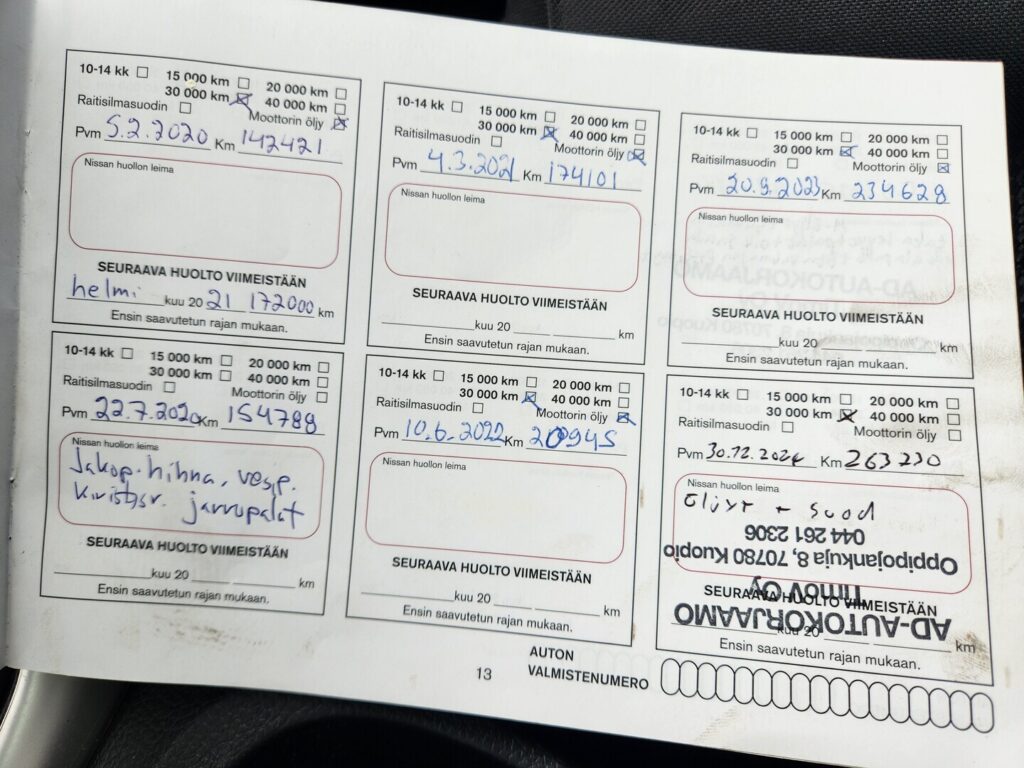 10-14 kk 15 000 km 20 000 km
30 000 km 40 000 km
Raitisilmasuodin Moottorin öljy
Pvm 5.2.2020 Km 142421
Nissan huollon leima
SEURAAVA HUOLTO VIIMEISTÄÄN
helmi kuu 20 21 172000 km
Ensin saavutetun rajan mukaan.
10-14 kk 15 000 km 20 000 km
30 000 km 40 000 km
Raitisilmasuodin Moottorin öljy
Pvm 22.7.2020 Km 154788
Nissan huollon leima
Jakop.hihna, vesip.
kiristysr. jarrupalat
SEURAAVA HUOLTO VIIMEISTÄÄN
kuu 20 km
Ensin saavutetun rajan mukaan.
10-14 kk 15 000 km 20 000 km
30 000 km 40 000 km
Raitisilmasuodin Moottorin öljy
Pvm 4.3.2021 Km 174101
Nissan huollon leima
SEURAAVA HUOLTO VIIMEISTÄÄN
kuu 20 km
Ensin saavutetun rajan mukaan.
10-14 kk 15 000 km 20 000 km
30 000 km 40 000 km
Raitisilmasuodin Moottorin öljy
Pvm 10.6.2022 Km 209945
Nissan huollon leima
SEURAAVA HUOLTO VIIMEISTÄÄN
kuu 20 km
Ensin saavutetun rajan mukaan.
10-14 kk 15 000 km 20 000 km
30 000 km 40 000 km
Raitisilmasuodin Moottorin öljy
Pvm 20.9.2023 Km 234628
Nissan huollon leima
SEURAAVA HUOLTO VIIMEISTÄÄN
kuu 20 km
Ensin saavutetun rajan mukaan.
10-14 kk 15 000 km 20 000 km
30 000 km 40 000 km
Raitisilmasuodin Moottorin öljy
Pvm 30.12.2024 Km 263230
Nissan huollon leima
öljyt + suod
SEURAAVA HUOLTO VIIMEISTÄÄN
kuu 20 km
Ensin saavutetun rajan mukaan.
AD-AUTOKORJAAMO
TimoV Oy
Oppipojankuja 8, 70780 Kuopio
044 261 2306
13
AUTON
VALMISTENUMERO